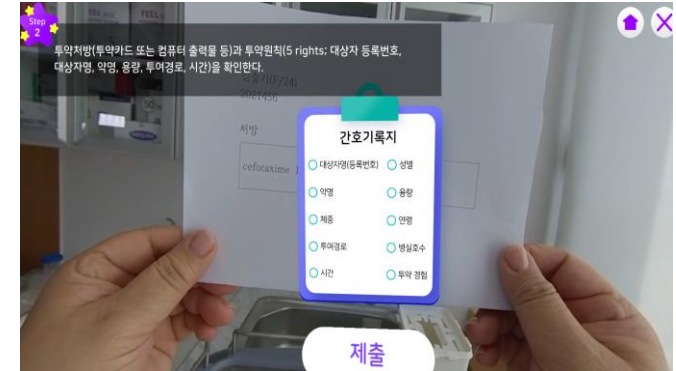 Step
2
투약처방(투약카드 또는 컴퓨터 출력물 등)과 투약원칙(5 rights; 대상자 등록번호,
대상자명, 약명, 용량, 투여경로, 시간)을 확인한다.
(F/24)
2021456
처방
cefotaxime
간호기록지
대상자명(등록번호) 성별
약명 용량
체중 연령
투여경로 병실호수
시간 투약 경험
제출